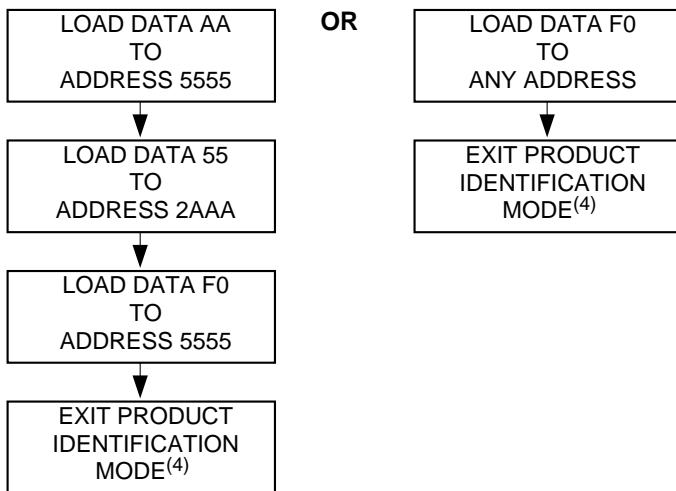 LOAD DATA AA
TO
ADDRESS 5555
LOAD DATA 55
TO
ADDRESS 2AAA
LOAD DATA F0
TO
ADDRESS 5555
EXIT PRODUCT
IDENTIFICATION
MODE(4)
OR
LOAD DATA F0
TO
ANY ADDRESS
EXIT PRODUCT
IDENTIFICATION
MODE(4)